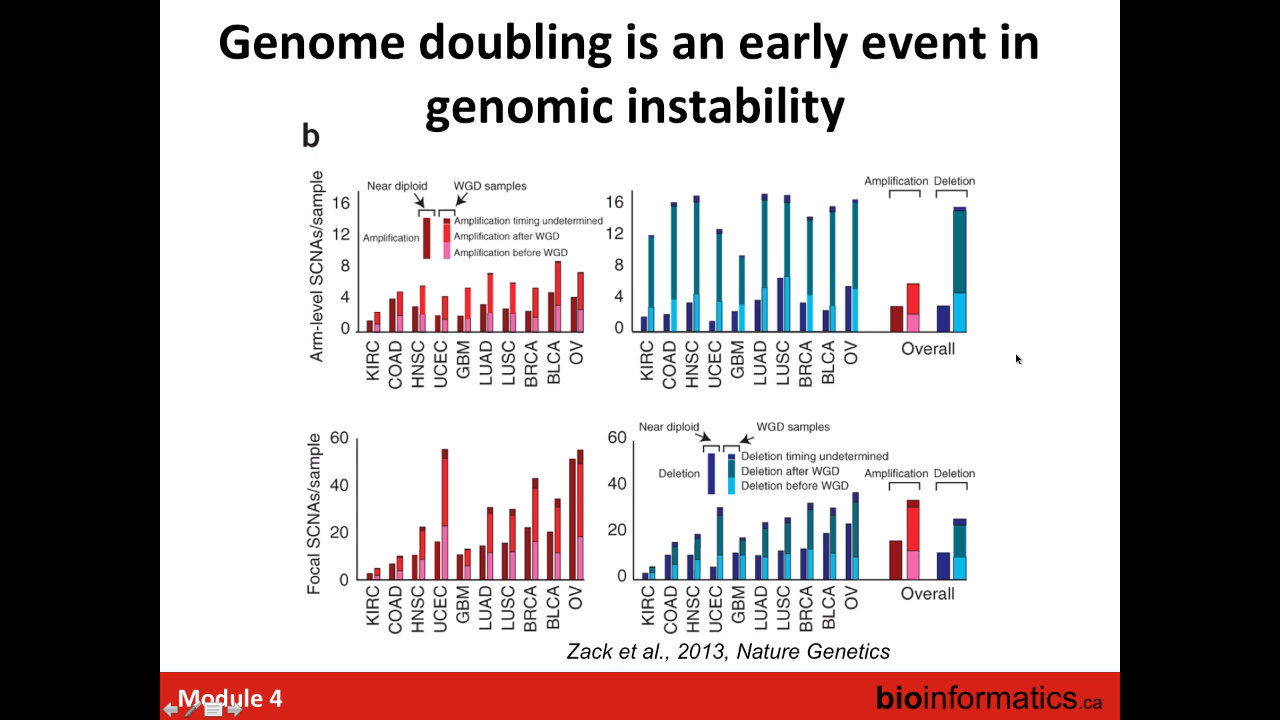 Genome doubling is an early event in
genomic instability
b
Arm-level SCNAs/sample
16
12
8
4
0
Near diploid
WGD samples
Amplification
Amplification timing undetermined
Amplification after WGD
Amplification before WGD
KIRC
COAD
HNSC
UCEC
GBM
LUAD
LUSC
BRCA
BLCA
OV
16
12
8
4
0
KIRC
COAD
HNSC
UCEC
GBM
LUAD
LUSC
BRCA
BLCA
OV
Amplification Deletion
Overall
Focal SCNAs/sample
60
40
20
0
KIRC
COAD
HNSC
UCEC
GBM
LUAD
LUSC
BRCA
BLCA
OV
60
40
20
0
Near diploid
WGD samples
Deletion
Deletion timing undetermined
Deletion after WGD
Deletion before WGD
KIRC
COAD
HNSC
UCEC
GBM
LUAD
LUSC
BRCA
BLCA
OV
Amplification Deletion
Overall
Zack et al., 2013, Nature Genetics
Module 4
bioinformatics.ca